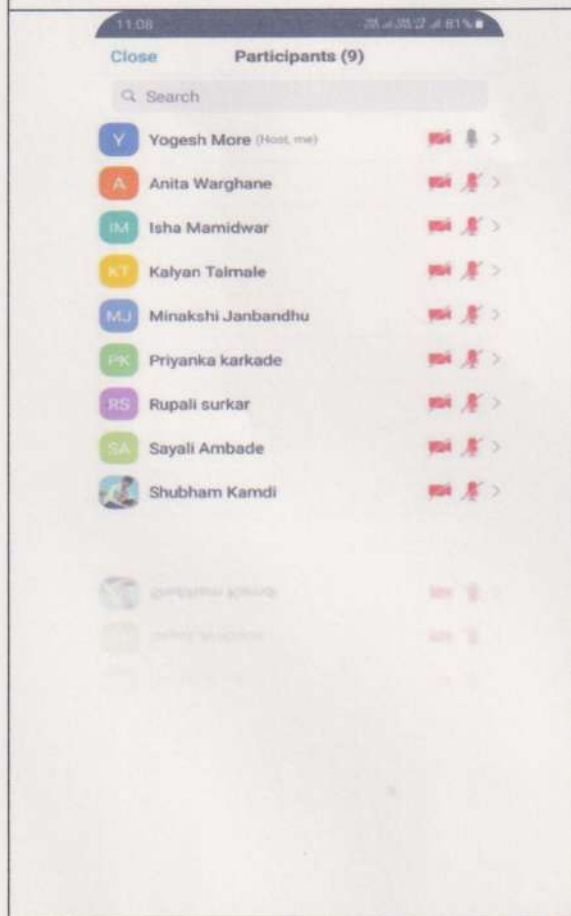 11:08 81%
Close Participants (9)
Search
Y Yogesh More (Host, me)
A Anita Warghane
IM Isha Mamidwar
KT Kalyan Talmale
MJ Minakshi Janbandhu
PK Priyanka karkade
RS Rupali surkar
SA Sayali Ambade
Shubham Kamdi